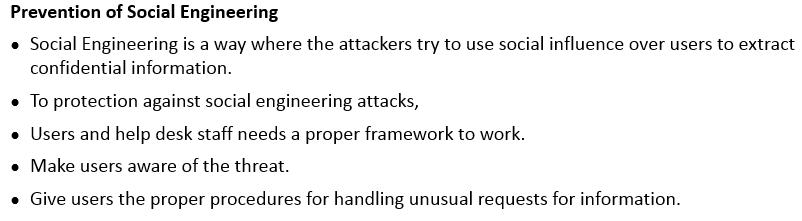 Prevention of Social Engineering
• Social Engineering is a way where the attackers try to use social influence over users to extract
confidential information.
• To protection against social engineering attacks,
• Users and help desk staff needs a proper framework to work.
• Make users aware of the threat.
• Give users the proper procedures for handling unusual requests for information.